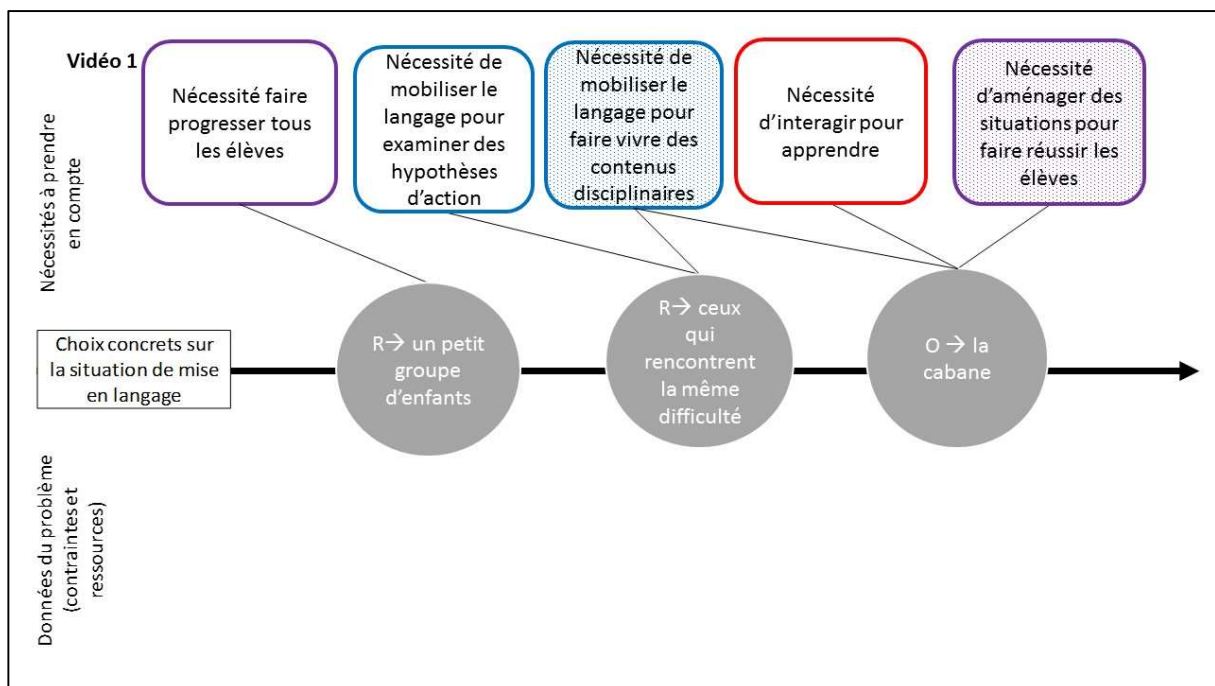 Vidéo 1
Nécessité faire
progresser tous
les élèves
Nécessité de
mobiliser le
langage pour
examiner des
hypothèses
d'action
Nécessité de
mobiliser le
langage pour
faire vivre des
contenus
disciplinaires
Nécessité
d'interagir pour
apprendre
Nécessité
d'aménager des
situations pour
faire réussir les
élèves
Nécessités à prendre
en compte
Choix concrets sur
la situation de mise
en langage
R→ un petit
groupe
d'enfants
R→ ceux
qui
rencontrent
la même
difficulté
O → la
cabane
Données du problème
(contraintes et
ressources)